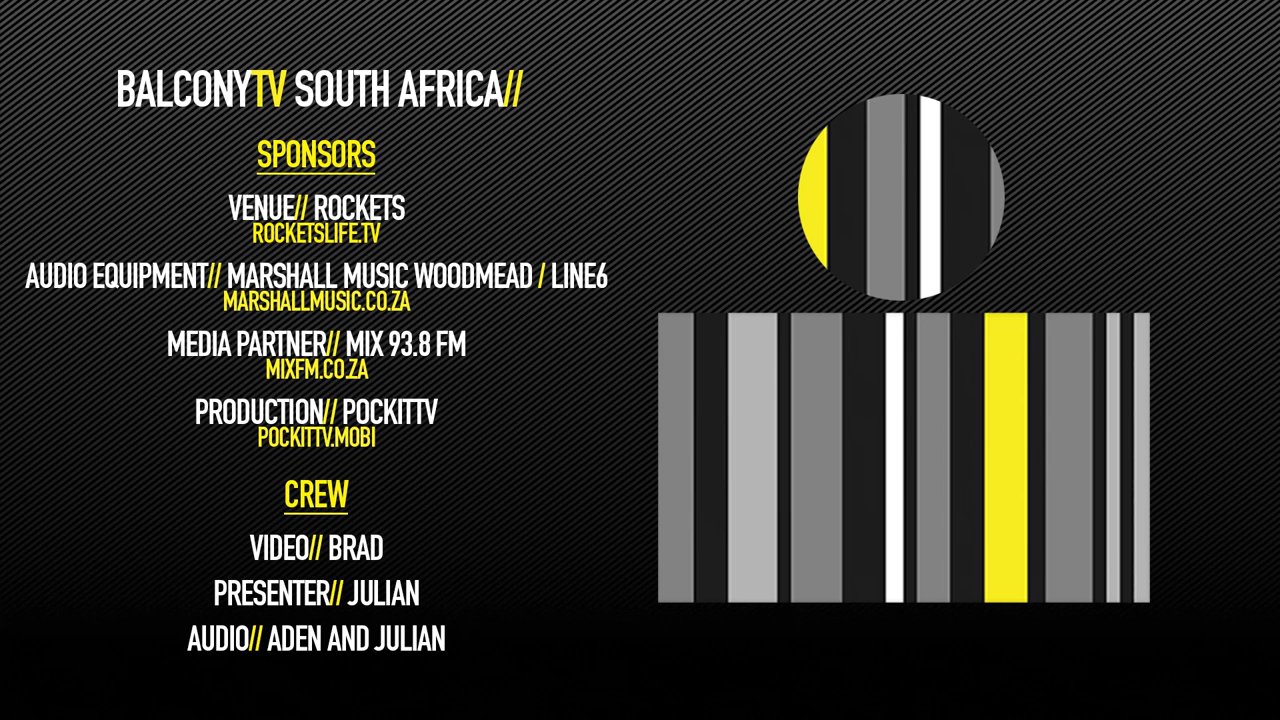 BALCONYTV SOUTH AFRICA//
SPONSORS
VENUE// ROCKETS
ROCKETSLIFE.TV
AUDIO EQUIPMENT// MARSHALL MUSIC WOODMEAD / LINE6
MARSHALLMUSIC.CO.ZA
MEDIA PARTNER// MIX 93.8 FM
MIXFM.CO.ZA
PRODUCTION// POCKITTV
POCKITTV.MOBI
CREW
VIDEO// BRAD
PRESENTER// JULIAN
AUDIO// ADEN AND JULIAN